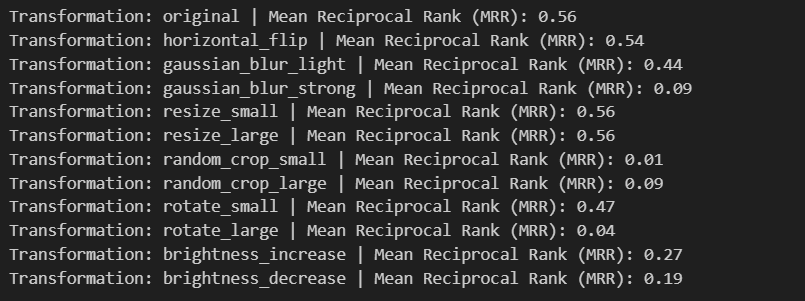 Transformation: original | Mean Reciprocal Rank (MRR): 0.56
Transformation: horizontal_flip | Mean Reciprocal Rank (MRR): 0.54
Transformation: gaussian_blur_light | Mean Reciprocal Rank (MRR): 0.44
Transformation: gaussian_blur_strong | Mean Reciprocal Rank (MRR): 0.09
Transformation: resize_small | Mean Reciprocal Rank (MRR): 0.56
Transformation: resize_large | Mean Reciprocal Rank (MRR): 0.56
Transformation: random_crop_small | Mean Reciprocal Rank (MRR): 0.01
Transformation: random_crop_large | Mean Reciprocal Rank (MRR): 0.09
Transformation: rotate_small | Mean Reciprocal Rank (MRR): 0.47
Transformation: rotate_large | Mean Reciprocal Rank (MRR): 0.04
Transformation: brightness_increase | Mean Reciprocal Rank (MRR): 0.27
Transformation: brightness_decrease | Mean Reciprocal Rank (MRR): 0.19